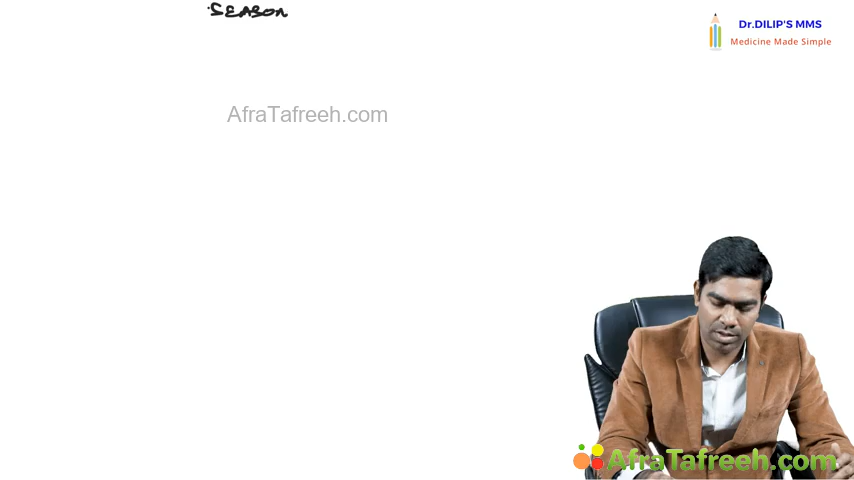 SEASON
Dr.DILIP'S MMS
Medicine Made Simple
AfraTafreeh.com
AfraTafreeh.com